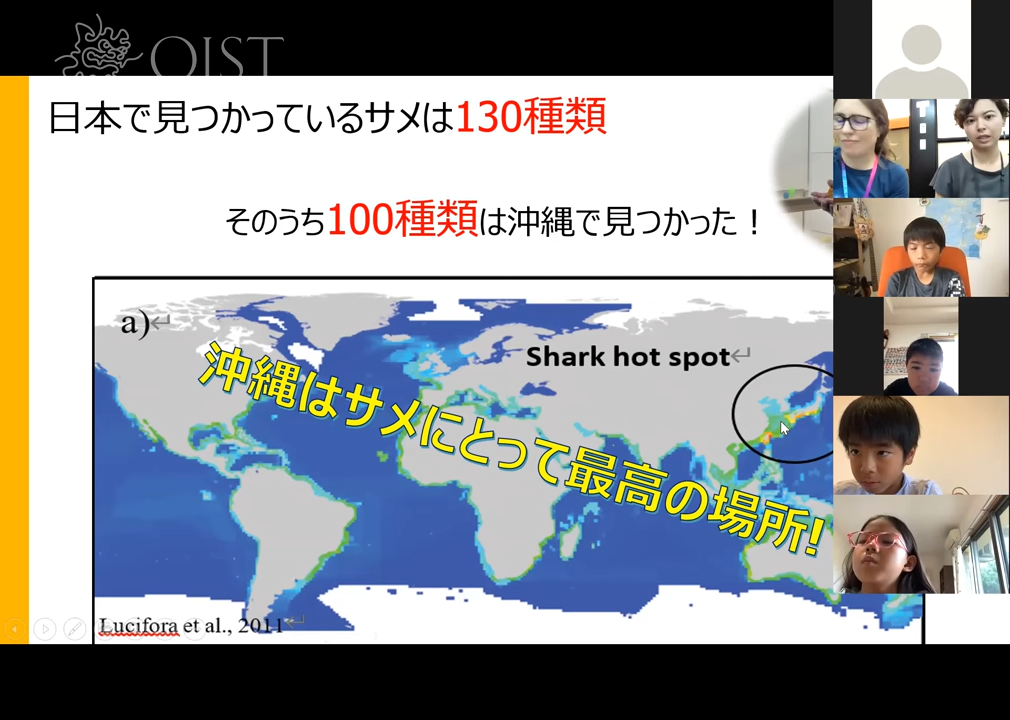 OIST
日本で見つかっているサメは130種類
そのうち100種類は沖縄で見つかった！
a)↵
Shark hot spot↵
沖縄はサメにとって最高の場所!
Lucifora et al., 2011↵